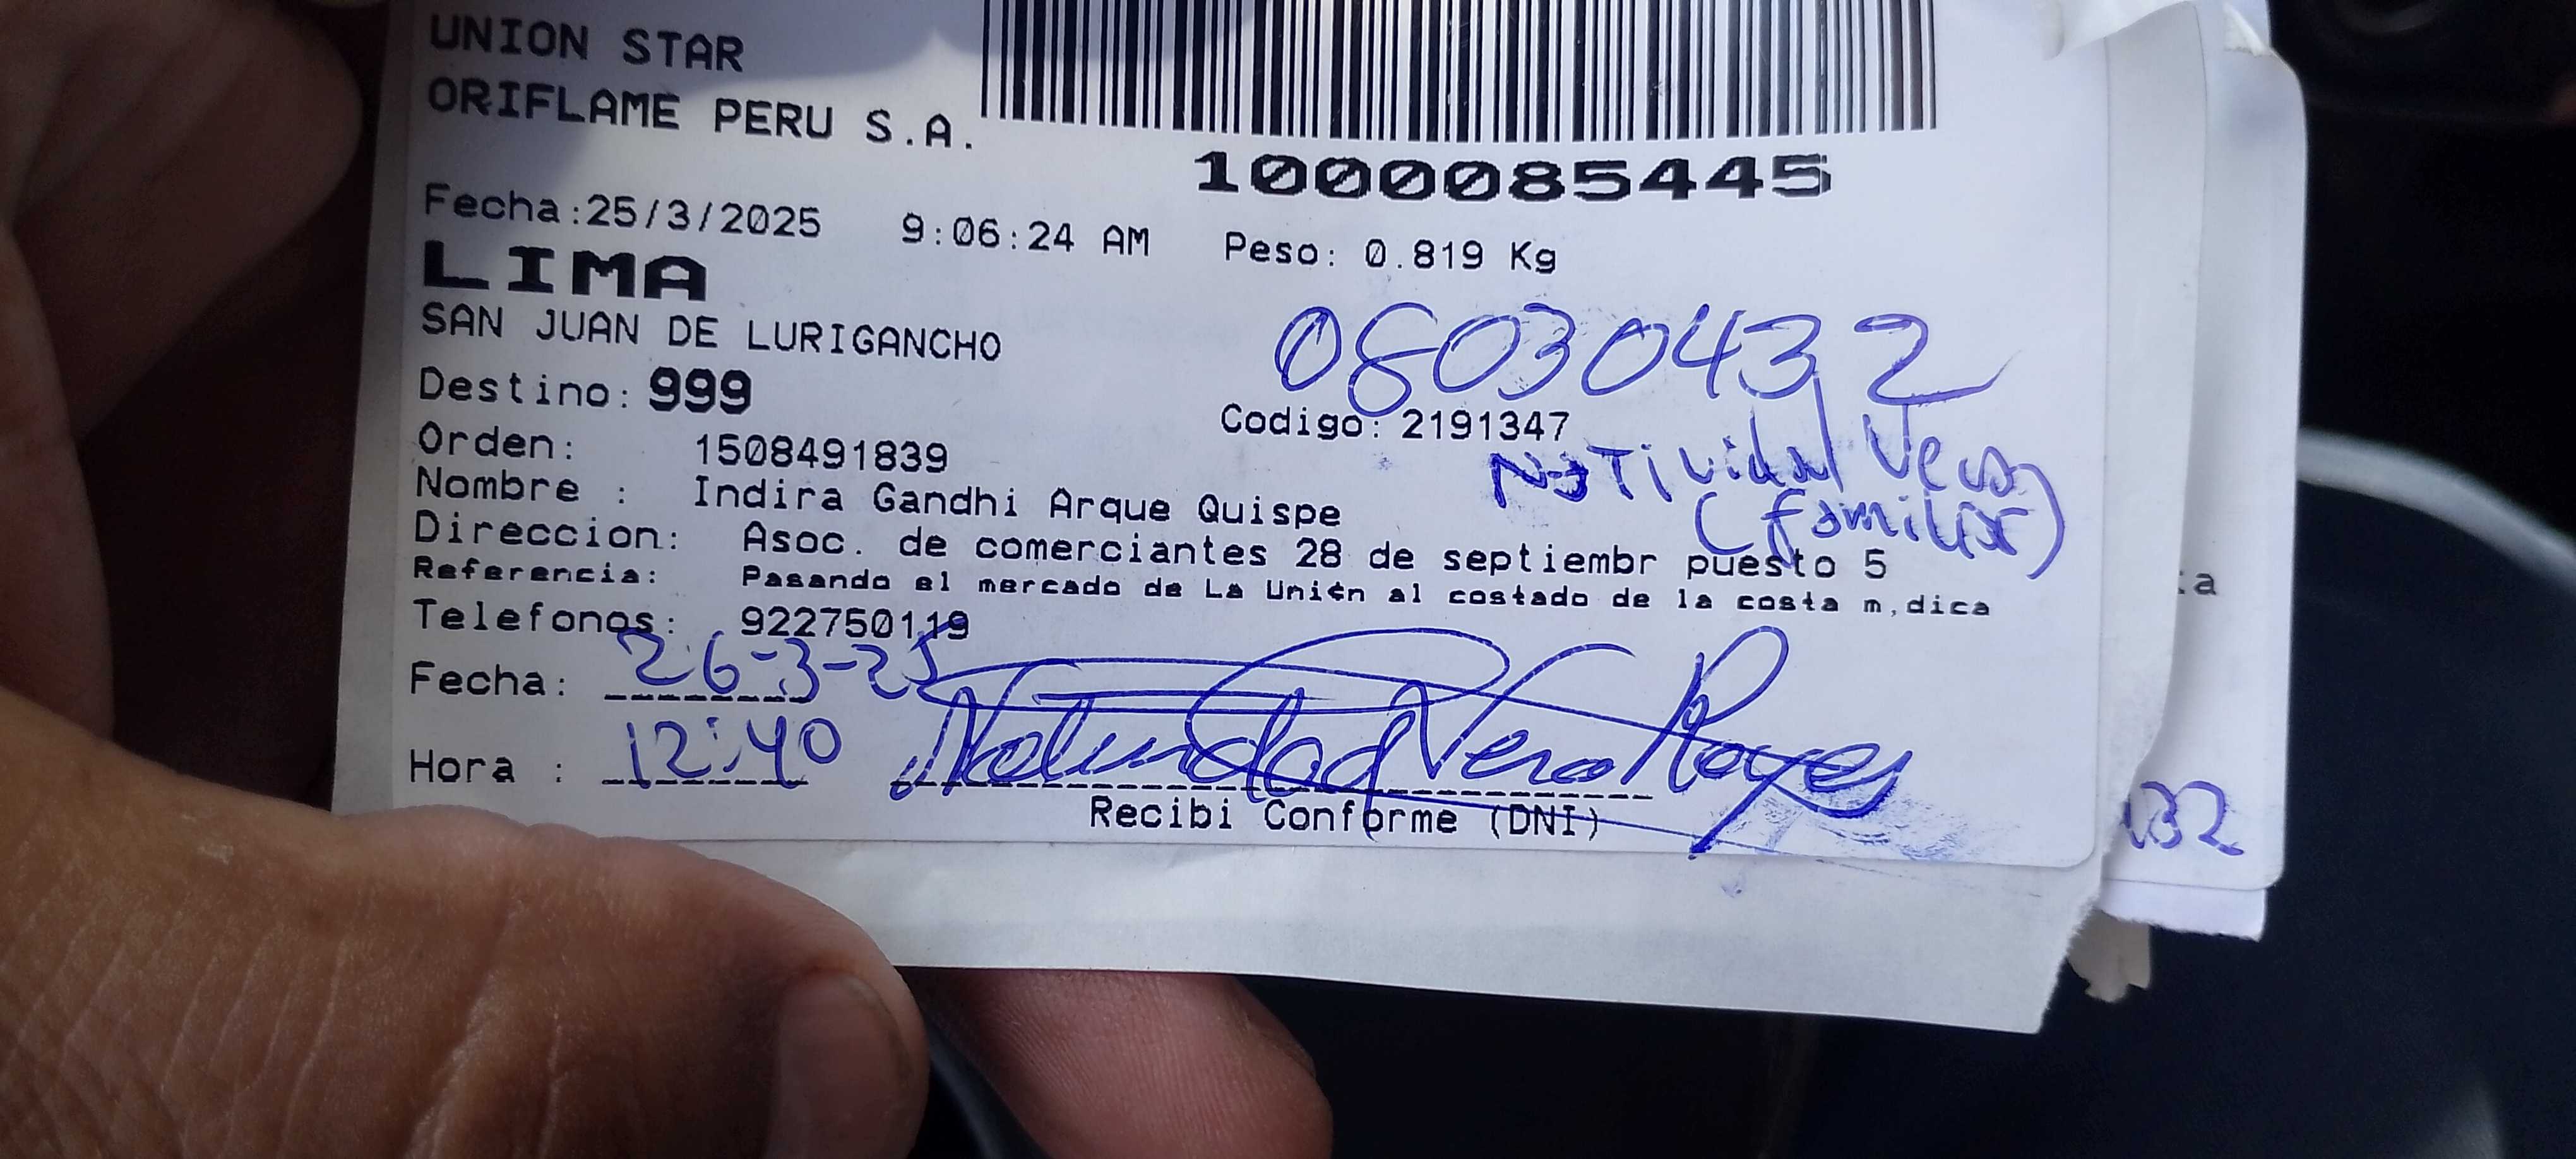 UNION STAR
ORIFLAME PERU S.A.
1000085445
Fecha:25/3/2025 9:06:24 AM Peso: 0.819 Kg
LIMA
SAN JUAN DE LURIGANCHO
08030432
Destino: 999
Codigo: 2191347
Orden: 1508491839
Natividad Vera
(familiar)
Nombre : Indira Gandhi Arque Quispe
Direccion: Asoc. de comerciantes 28 de septiembr puesto 5
Referencia: Pasando el mercado de La Uni¢n al costado de la costa m,dica
Telefonos: 922750119
Fecha: 26-3-25
Hora : 12:40
Natividad Vera Reyes
Recibi Conforme (DNI)